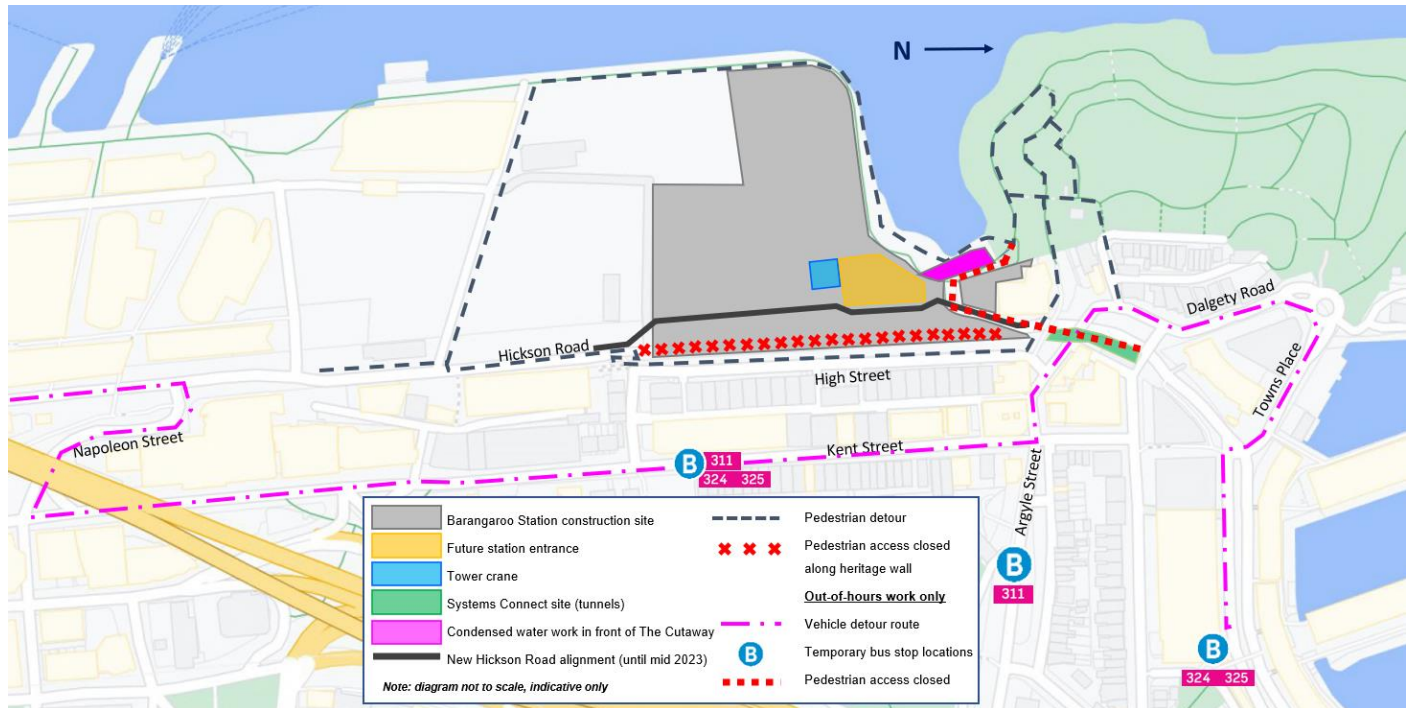 N
Dalgety Road
Hickson Road
Towns Place
High Street
Napoleon Street
Kent Street
B
311
324 325
Argyle Street
B
311
B
324 325
Barangaroo Station construction site
Future station entrance
Tower crane
Systems Connect site (tunnels)
Condensed water work in front of The Cutaway
New Hickson Road alignment (until mid 2023)
Note: diagram not to scale, indicative only
Pedestrian detour
Pedestrian access closed
along heritage wall
Out-of-hours work only
Vehicle detour route
B
Temporary bus stop locations
Pedestrian access closed